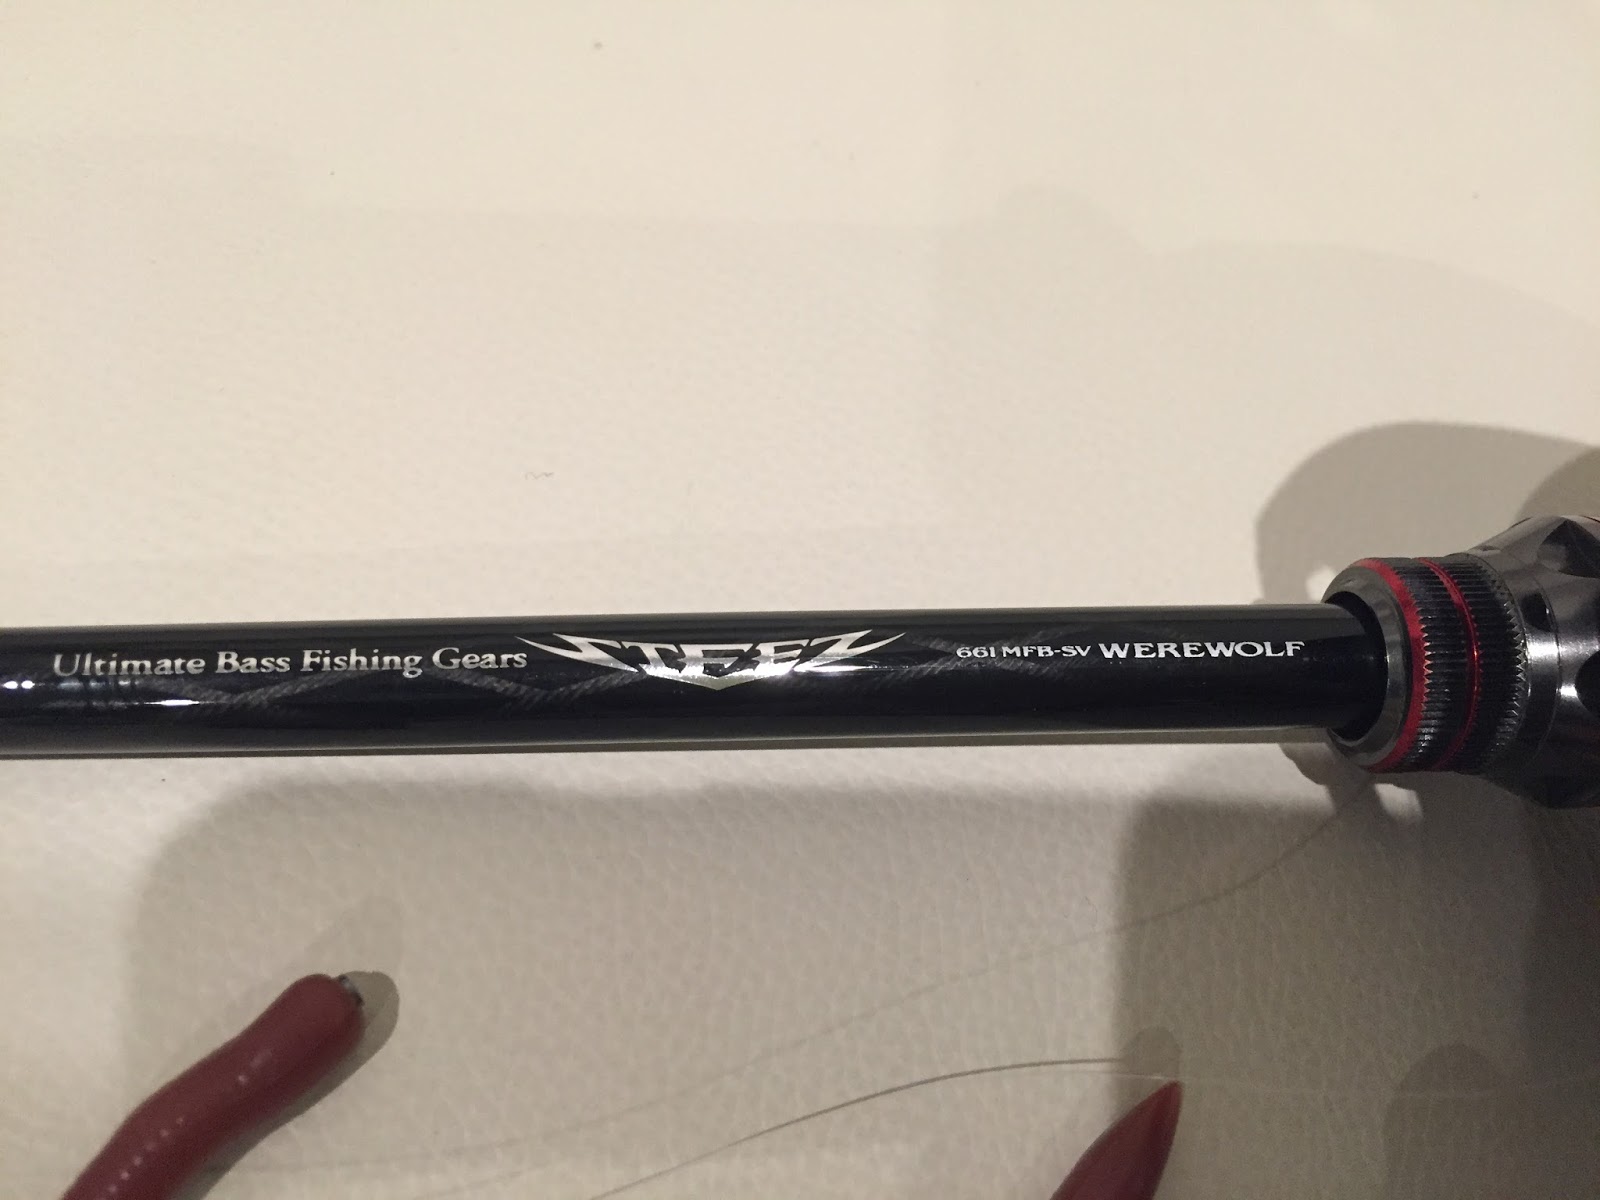 Ultimate Bass Fishing Gears STEEZ 661 MFB-SV WEREWOLF